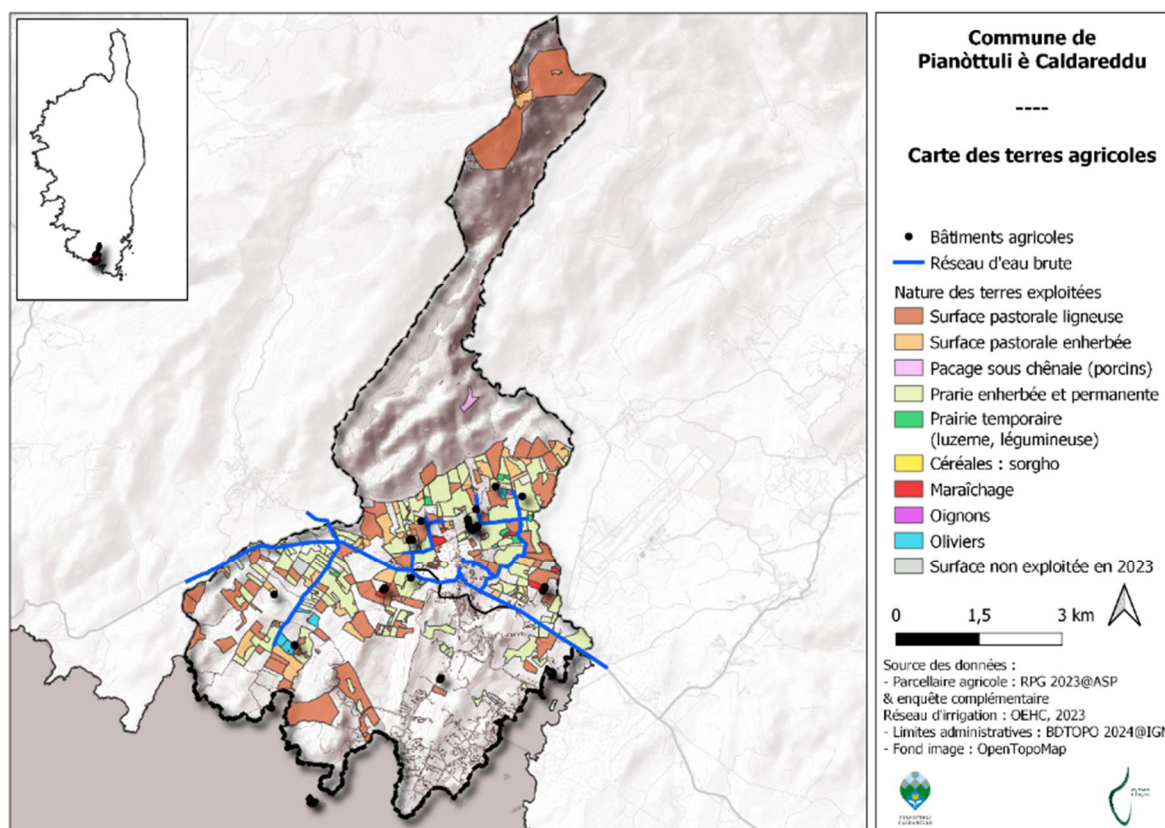 Commune de
Pianòttuli è Caldareddu
----
Carte des terres agricoles
Bâtiments agricoles
Réseau d'eau brute
Nature des terres exploitées
Surface pastorale ligneuse
Surface pastorale enherbée
Pacage sous chênaie (porcins)
Prarie enherbée et permanente
Prairie temporaire
(luzerne, légumineuse)
Céréales : sorgho
Maraîchage
Oignons
Oliviers
Surface non exploitée en 2023
0 1,5 3 km
Source des données :
- Parcellaire agricole : RPG 2023@ASP
& enquête complémentaire
Réseau d'irrigation : OEHC, 2023
- Limites administratives : BDTOPO 2024@IGN
- Fond image : OpenTopoMap
PIANOTTULI
CALDAREDDU